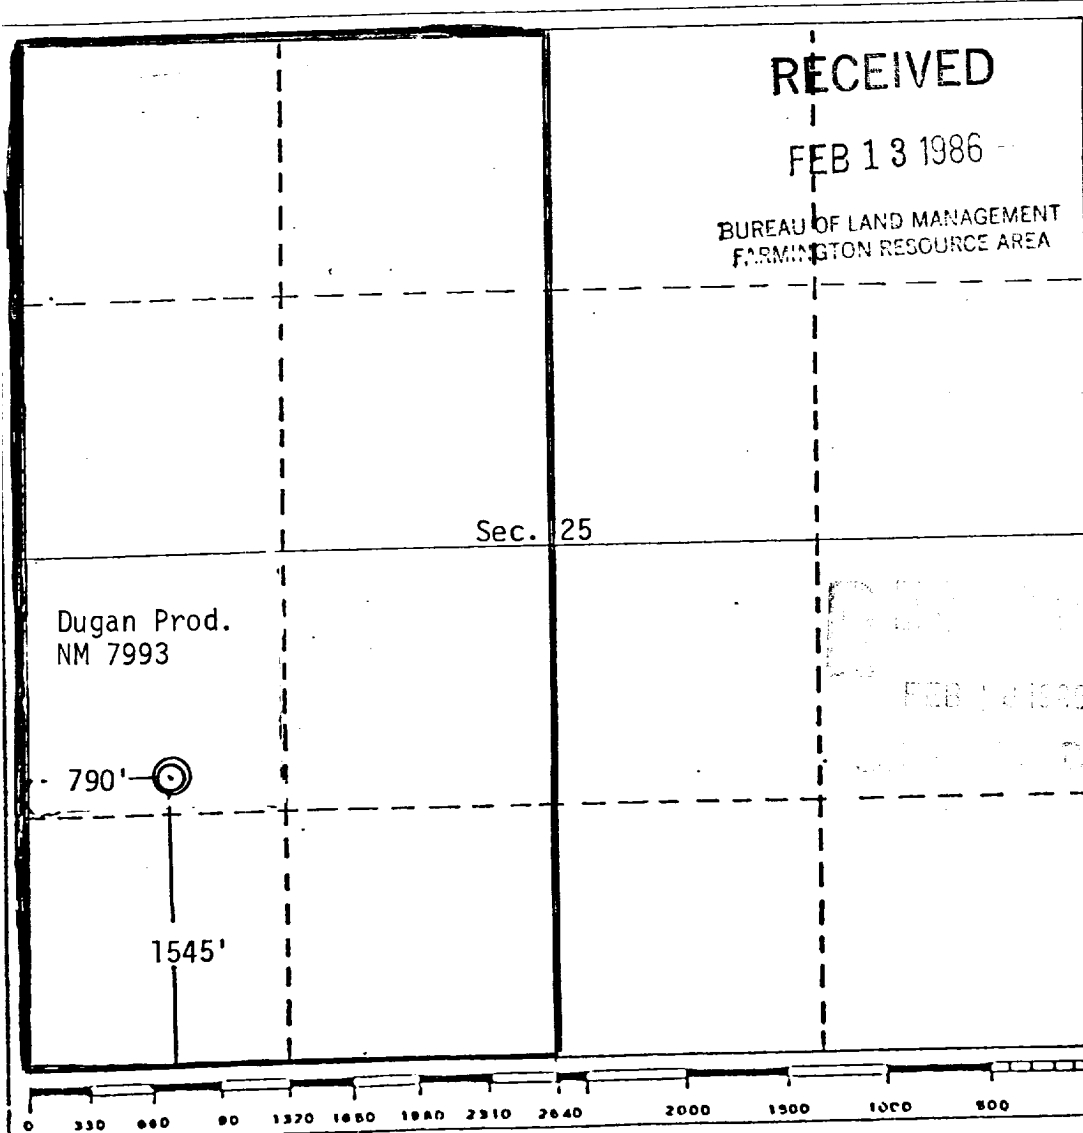 RECEIVED
FEB 13 1986
BUREAU OF LAND MANAGEMENT
FARMINGTON RESOURCE AREA
Sec. 25
Dugan Prod.
NM 7993
790'
1545'
0 330 660 90 1320 1650 1980 2310 2640 2000 1500 1000 500